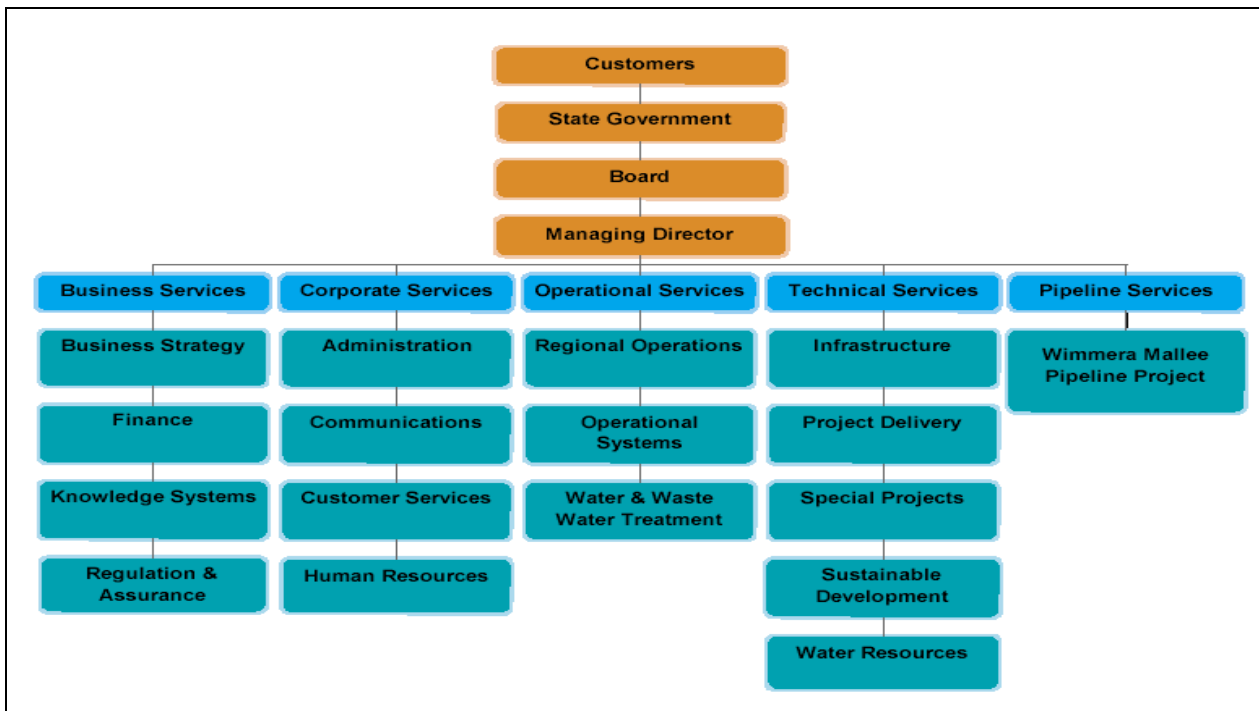 Customers
State Government
Board
Managing Director
Business Services
Corporate Services
Operational Services
Technical Services
Pipeline Services
Business Strategy
Finance
Knowledge Systems
Regulation &
Assurance
Administration
Communications
Customer Services
Human Resources
Regional Operations
Operational
Systems
Water & Waste
Water Treatment
Infrastructure
Project Delivery
Special Projects
Sustainable
Development
Water Resources
Wimmera Mallee
Pipeline Project